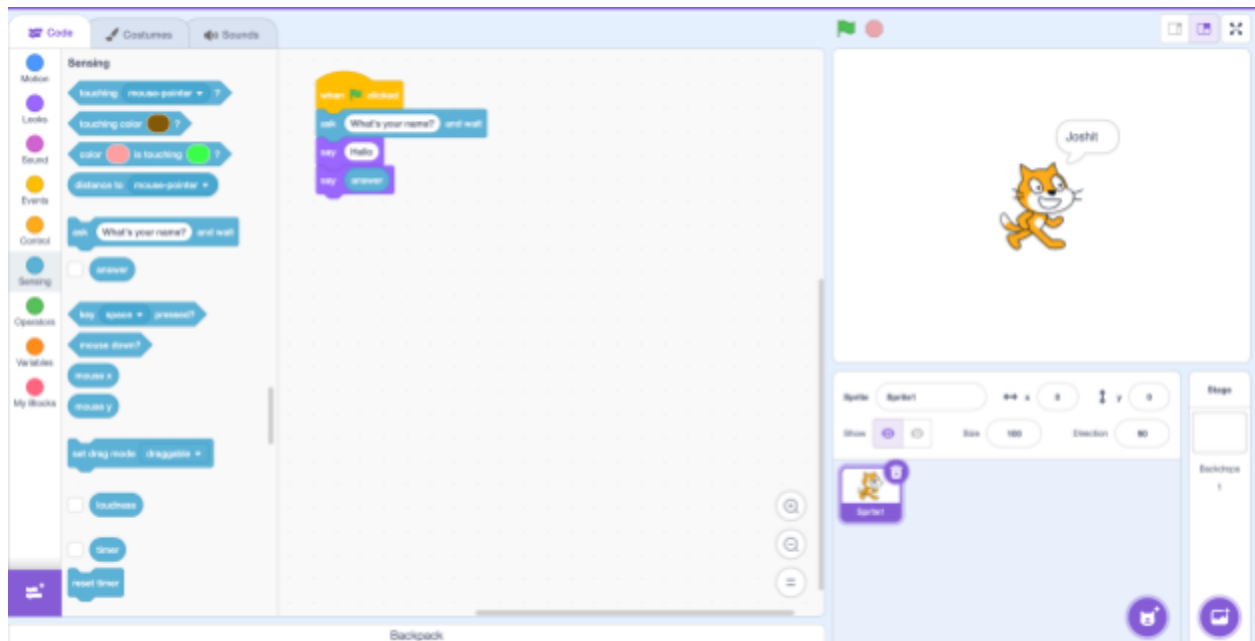 Code
Costumes
Sounds
Motion
Looks
Sound
Events
Control
Sensing
Operators
Variables
My Blocks
Sensing
touching mouse-pointer ?
touching color ?
color is touching ?
distance to mouse-pointer
ask What's your name? and wait
answer
key space pressed?
mouse down?
mouse x
mouse y
set drag mode draggable
loudness
timer
reset timer
when clicked
ask What's your name? and wait
say Hello
say answer
Backpack
Joshit
Sprite Sprite1 x 0 y 0
Show Size 100 Direction 90
Sprite1
Stage
Backdrops
1